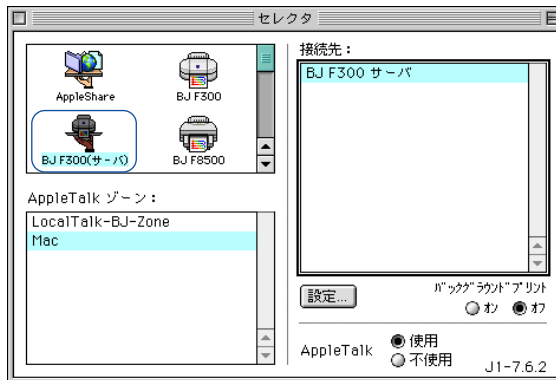 セレクタ
AppleShare
BJ F300
BJ F300(サーバ)
BJ F8500
AppleTalk ゾーン：
LocalTalk-BJ-Zone
Mac
接続先：
BJ F300 サーバ
設定...
バックグラウンドプリント
オン オフ
AppleTalk
使用
不使用
J1-7.6.2